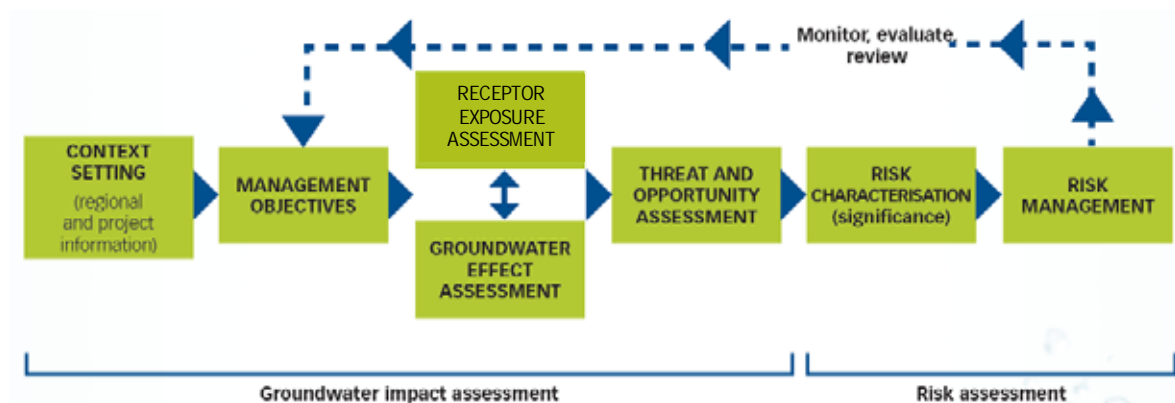 Monitor, evaluate,
review
RECEPTOR
EXPOSURE
ASSESSMENT
CONTEXT
SETTING
(regional
and project
information)
MANAGEMENT
OBJECTIVES
GROUNDWATER
EFFECT
ASSESSMENT
THREAT AND
OPPORTUNITY
ASSESSMENT
RISK
CHARACTERISATION
(significance)
RISK
MANAGEMENT
Groundwater impact assessment
Risk assessment